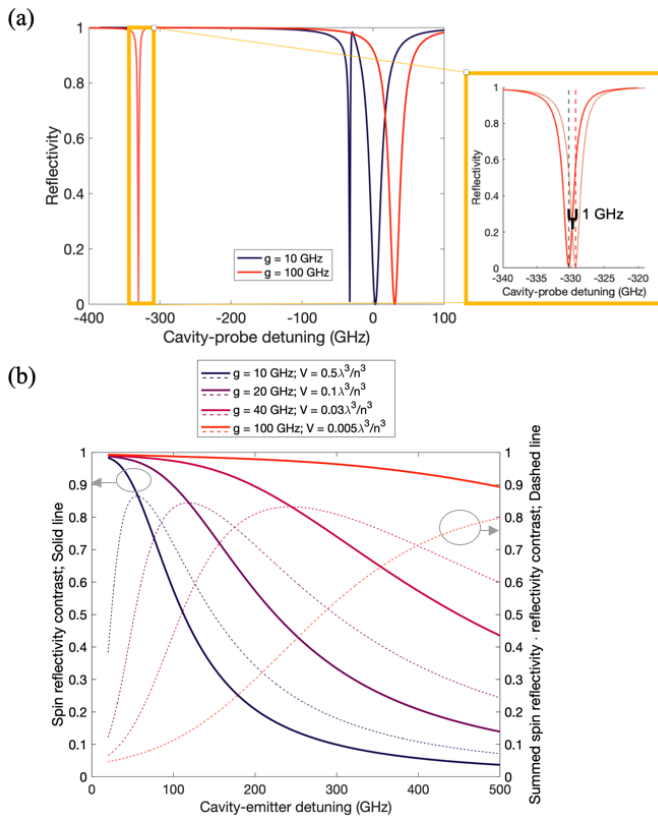 (a)
1
0.8
0.6
0.4
0.2
0
Reflectivity
g = 10 GHz
g = 100 GHz
-400 -300 -200 -100 0 100
Cavity-probe detuning (GHz)
1
0.8
0.6
0.4
0.2
0
Reflectivity
1 GHz
-340 -335 -330 -325 -320
Cavity-probe detuning (GHz)
(b)
g = 10 GHz; V = 0.5λ³/n³
g = 20 GHz; V = 0.1λ³/n³
g = 40 GHz; V = 0.03λ³/n³
g = 100 GHz; V = 0.005λ³/n³
1
0.9
0.8
0.7
0.6
0.5
0.4
0.3
0.2
0.1
0
Spin reflectivity contrast; Solid line
1
0.9
0.8
0.7
0.6
0.5
0.4
0.3
0.2
0.1
0
Summed spin reflectivity · reflectivity contrast; Dashed line
0 100 200 300 400 500
Cavity-emitter detuning (GHz)